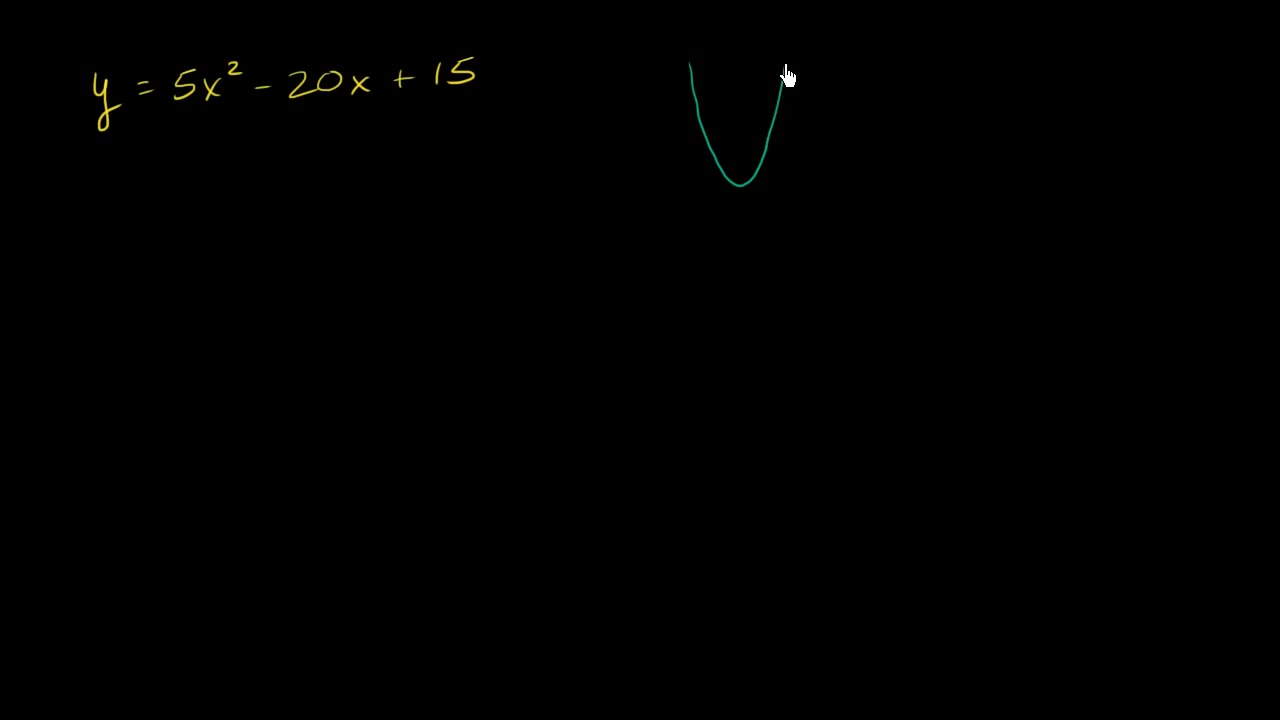 y = 5x² - 20x + 15